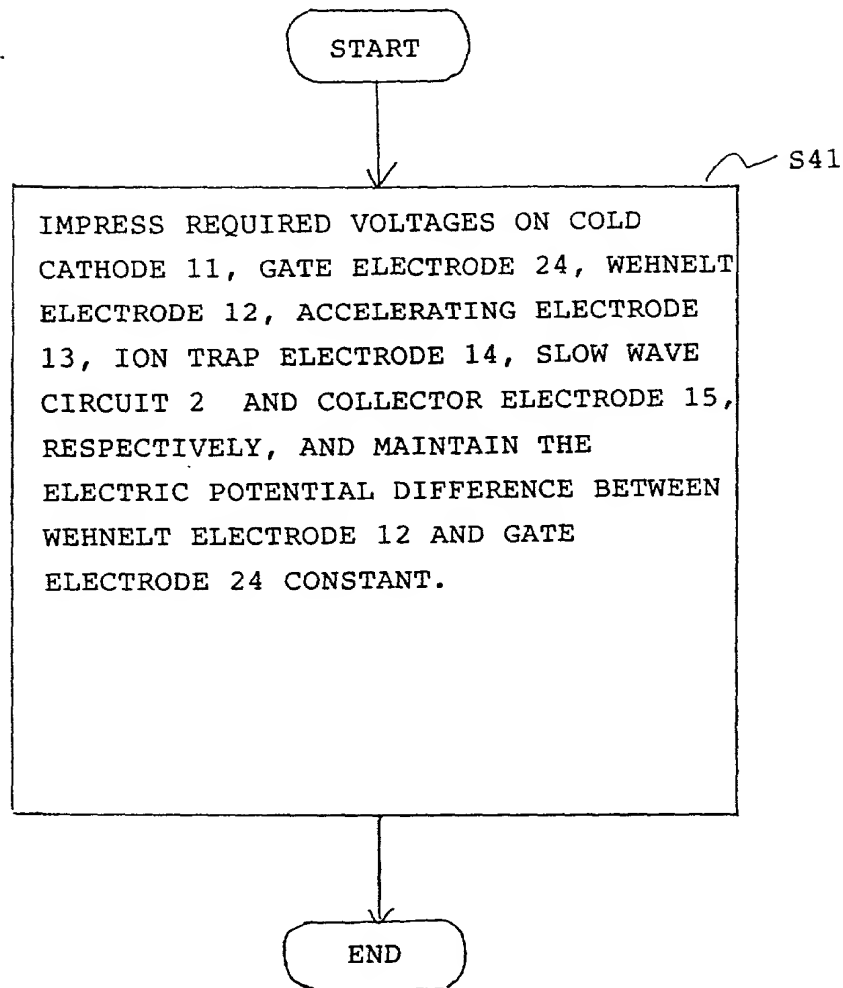 START
S41
IMPRESS REQUIRED VOLTAGES ON COLD
CATHODE 11, GATE ELECTRODE 24, WEHNELT
ELECTRODE 12, ACCELERATING ELECTRODE
13, ION TRAP ELECTRODE 14, SLOW WAVE
CIRCUIT 2 AND COLLECTOR ELECTRODE 15,
RESPECTIVELY, AND MAINTAIN THE
ELECTRIC POTENTIAL DIFFERENCE BETWEEN
WEHNELT ELECTRODE 12 AND GATE
ELECTRODE 24 CONSTANT.
END